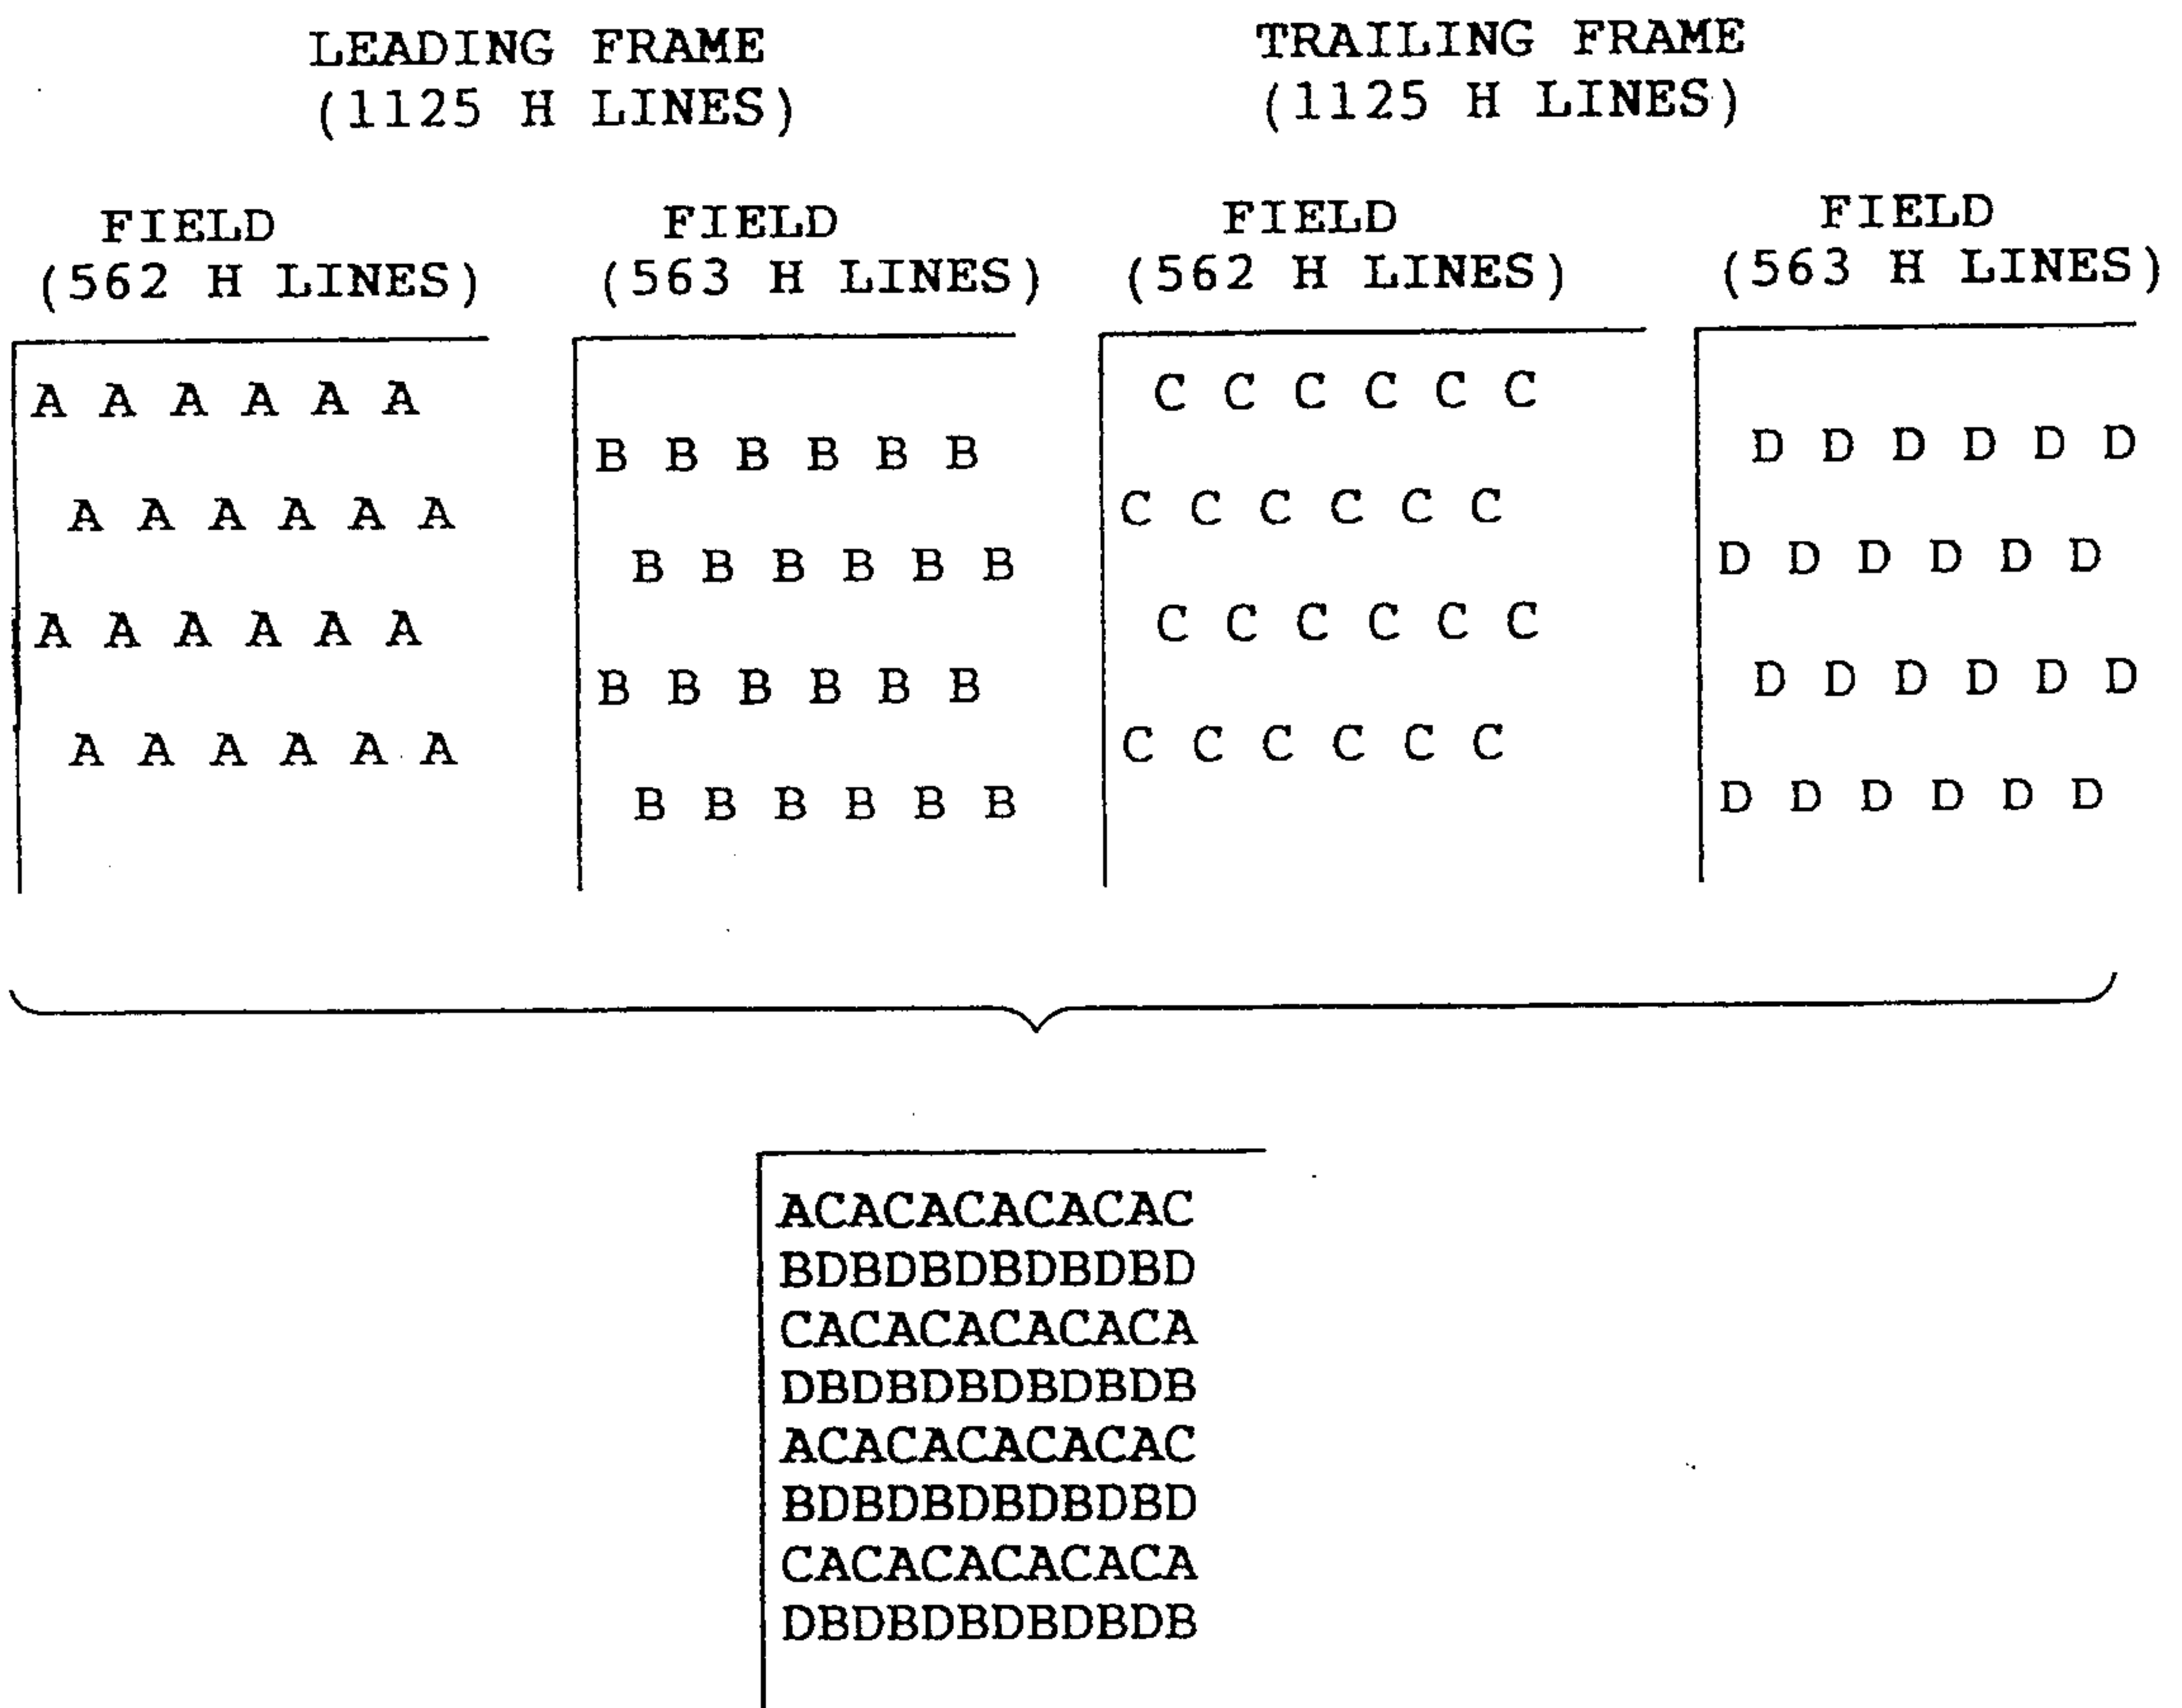 LEADING FRAME
(1125 H LINES)
TRAILING FRAME
(1125 H LINES)
FIELD
(562 H LINES)
FIELD
(563 H LINES)
FIELD
(562 H LINES)
FIELD
(563 H LINES)
A A A A A A
A A A A A A
A A A A A A
A A A A A A
B B B B B B
B B B B B B
B B B B B B
B B B B B B
C C C C C C
C C C C C C
C C C C C C
C C C C C C
D D D D D D
D D D D D D
D D D D D D
D D D D D D
ACACACACACAC
BDBDBDBDBDBD
CACACACACACA
DBDBDBDBDBDB
ACACACACACAC
BDBDBDBDBDBD
CACACACACACA
DBDBDBDBDBDB